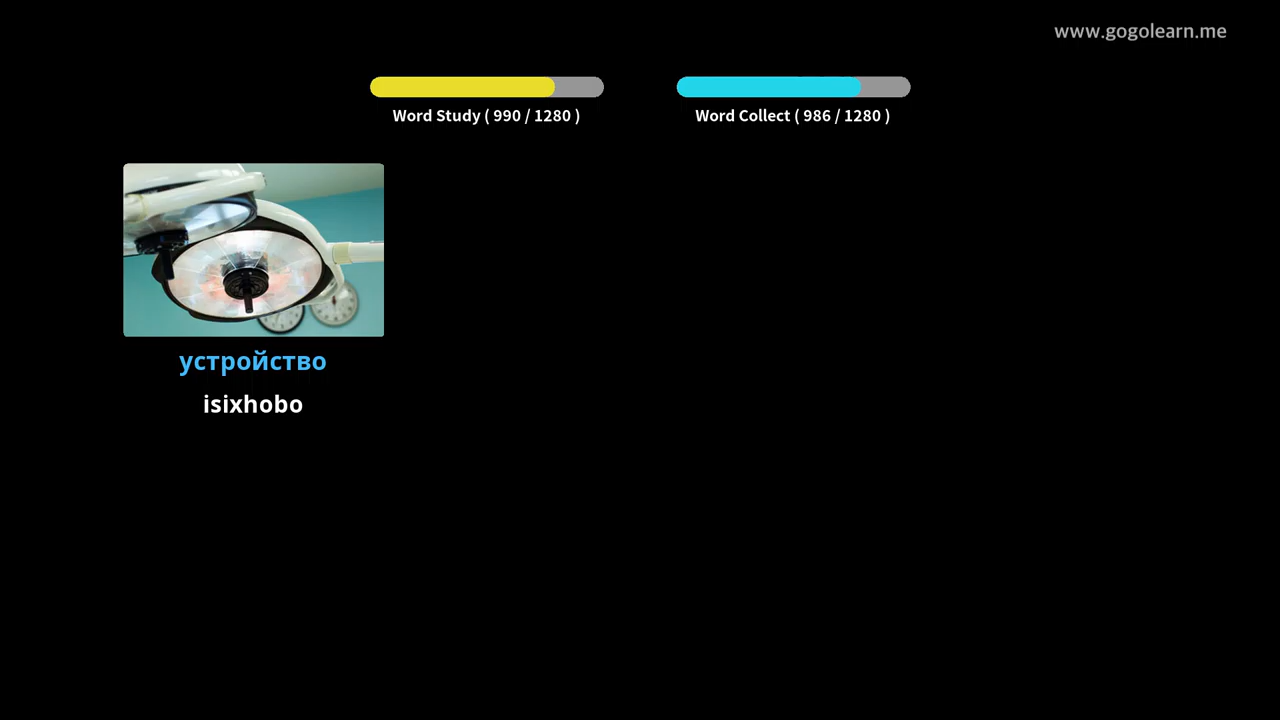 www.gogolearn.me
Word Study ( 990 / 1280 )
Word Collect ( 986 / 1280 )
устройство
isixhobo